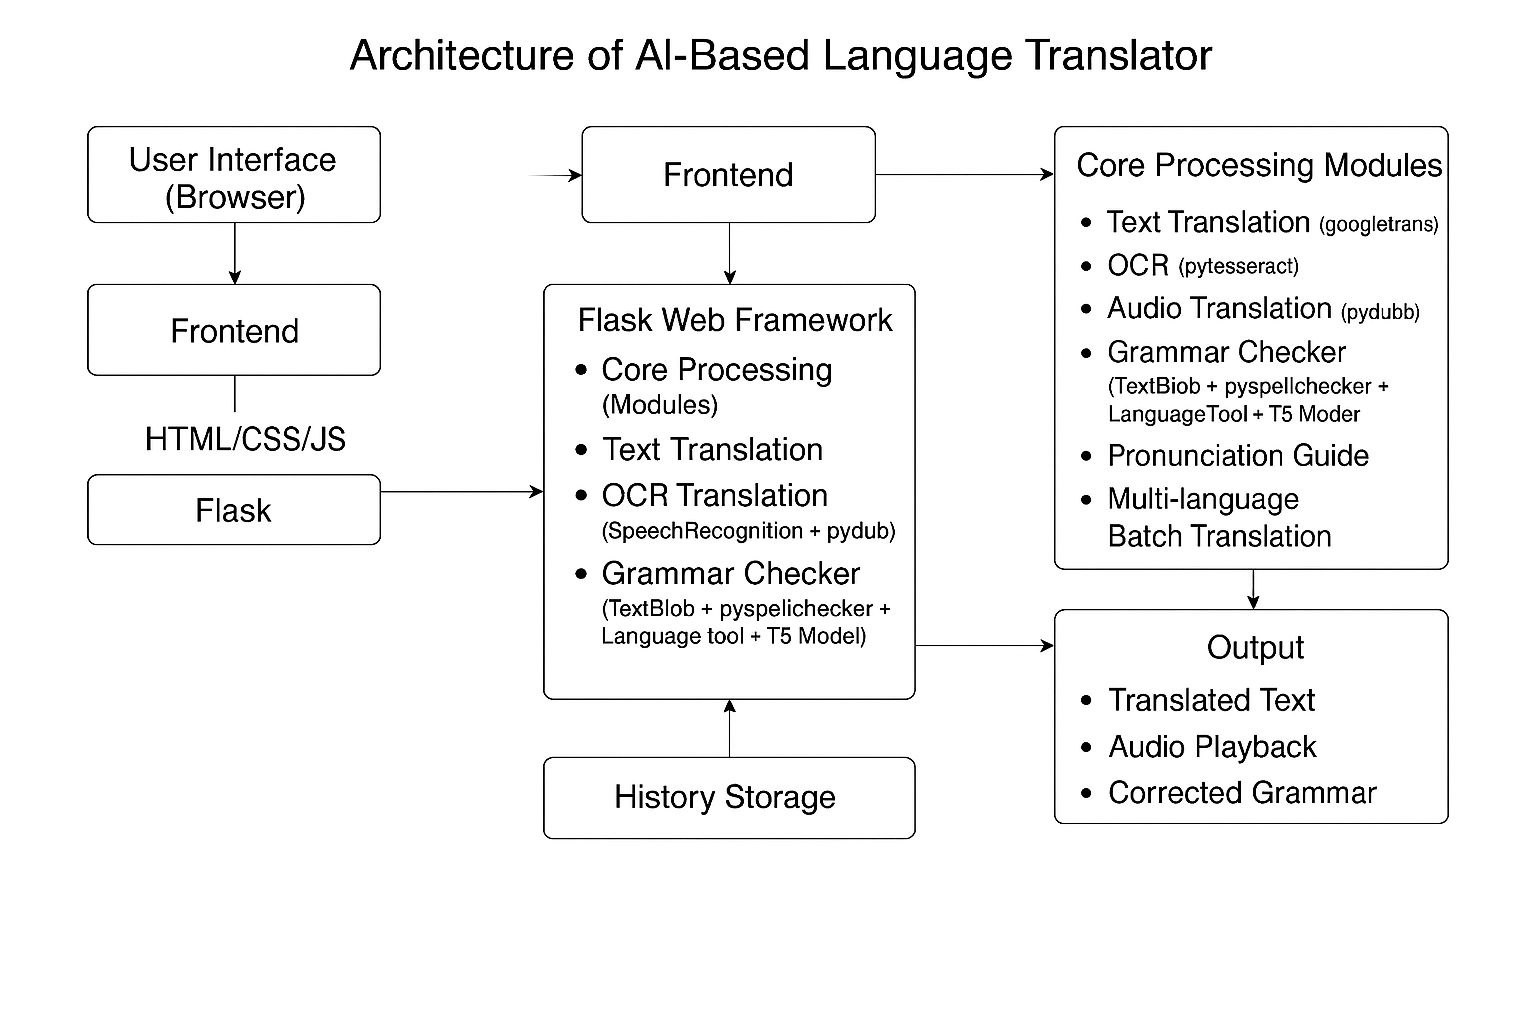 Architecture of AI-Based Language Translator
User Interface
(Browser)
Frontend
HTML/CSS/JS
Flask
Frontend
Flask Web Framework
• Core Processing
(Modules)
• Text Translation
• OCR Translation
(SpeechRecognition + pydub)
• Grammar Checker
(TextBlob + pyspelichecker +
Language tool + T5 Model)
History Storage
Core Processing Modules
• Text Translation (googletrans)
• OCR (pytesseract)
• Audio Translation (pydubb)
• Grammar Checker
(TextBiob + pyspellchecker +
LanguageTool + T5 Moder
• Pronunciation Guide
• Multi-language
Batch Translation
Output
• Translated Text
• Audio Playback
• Corrected Grammar